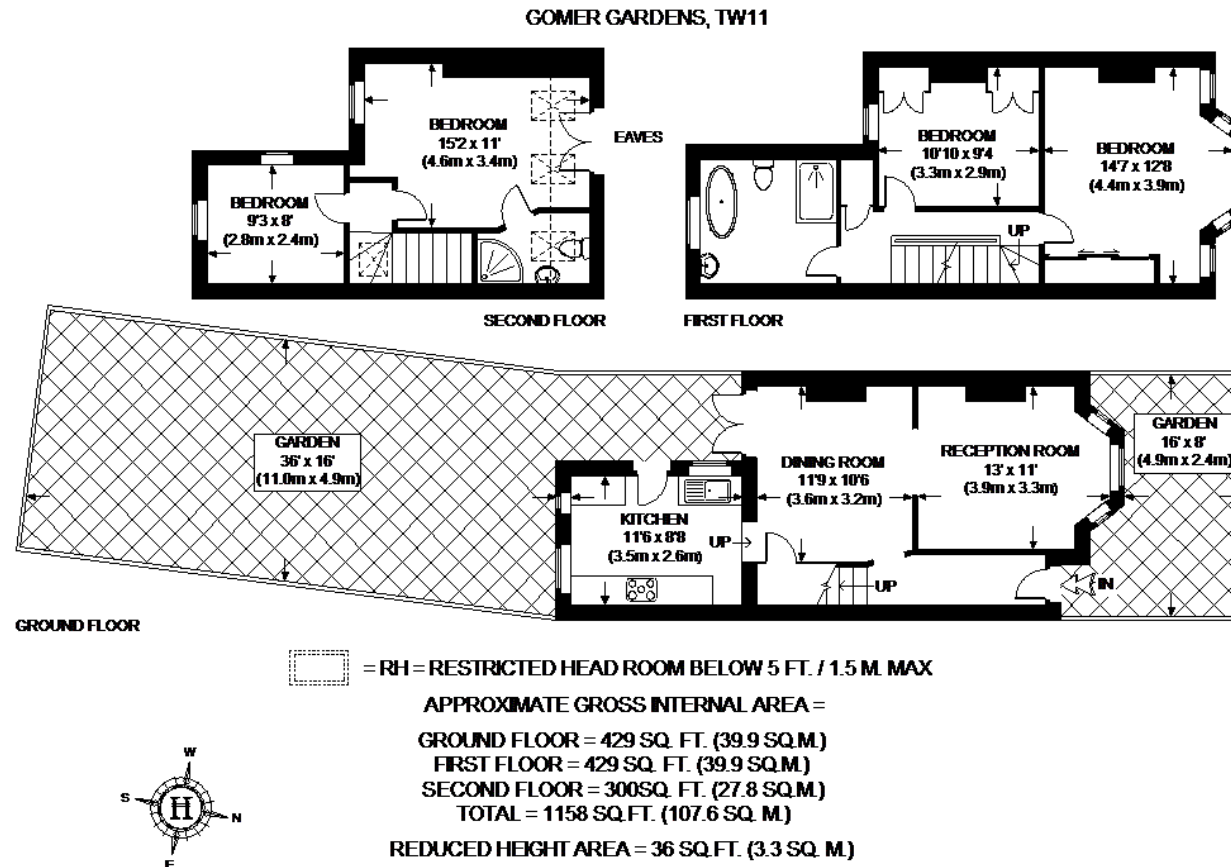 GOMER GARDENS, TW11
BEDROOM
15'2 x 11'
(4.6m x 3.4m)
EAVES
BEDROOM
9'3 x 8'
(2.8m x 2.4m)
SECOND FLOOR
BEDROOM
10'10 x 9'4
(3.3m x 2.9m)
BEDROOM
14'7 x 12'8
(4.4m x 3.9m)
UP
FIRST FLOOR
GARDEN
36' x 16'
(11.0m x 4.9m)
KITCHEN
11'6 x 8'8
(3.5m x 2.6m)
UP
DINING ROOM
11'9 x 10'6
(3.6m x 3.2m)
UP
RECEPTION ROOM
13' x 11'
(3.9m x 3.3m)
GARDEN
16' x 8'
(4.9m x 2.4m)
IN
GROUND FLOOR
= RH = RESTRICTED HEAD ROOM BELOW 5 FT. / 1.5 M. MAX
APPROXIMATE GROSS INTERNAL AREA =
GROUND FLOOR = 429 SQ. FT. (39.9 SQ.M.)
FIRST FLOOR = 429 SQ. FT. (39.9 SQ.M.)
SECOND FLOOR = 300SQ. FT. (27.8 SQ.M.)
TOTAL = 1158 SQ.FT. (107.6 SQ. M.)
REDUCED HEIGHT AREA = 36 SQ.FT. (3.3 SQ. M.)
W
S
H
N
E